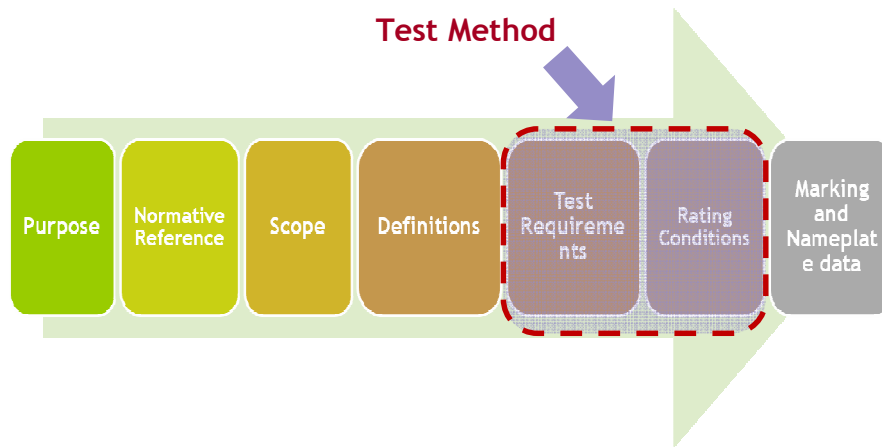 Test Method
Purpose
Normative
Reference
Scope
Definitions
Test
Requireme
nts
Rating
Conditions
Marking
and
Nameplat
e data